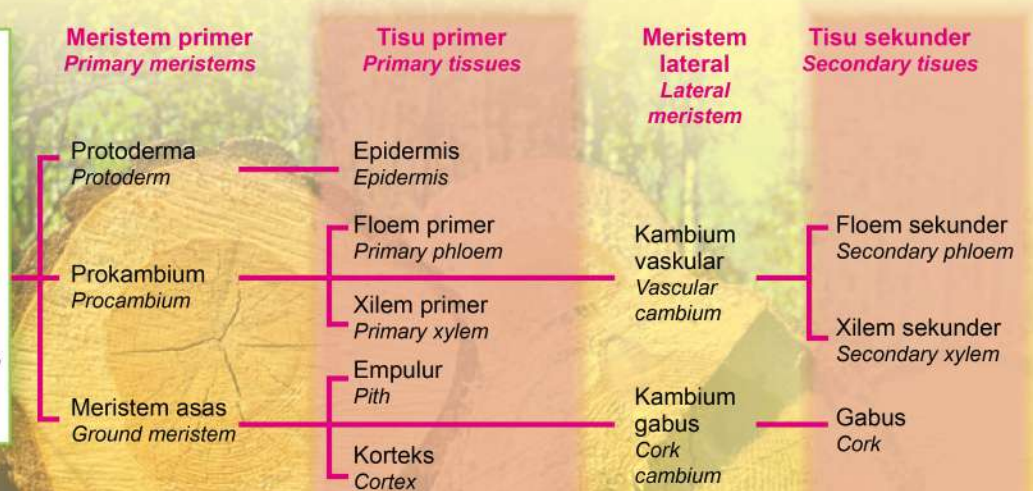 Meristem primer
Primary meristems
Tisu primer
Primary tissues
Meristem
lateral
Lateral
meristem
Tisu sekunder
Secondary tisues
Protoderma
Protoderm
Epidermis
Epidermis
Prokambium
Procambium
Floem primer
Primary phloem
Xilem primer
Primary xylem
Kambium
vaskular
Vascular
cambium
Floem sekunder
Secondary phloem
Xilem sekunder
Secondary xylem
Meristem asas
Ground meristem
Empulur
Pith
Korteks
Cortex
Kambium
gabus
Cork
cambium
Gabus
Cork